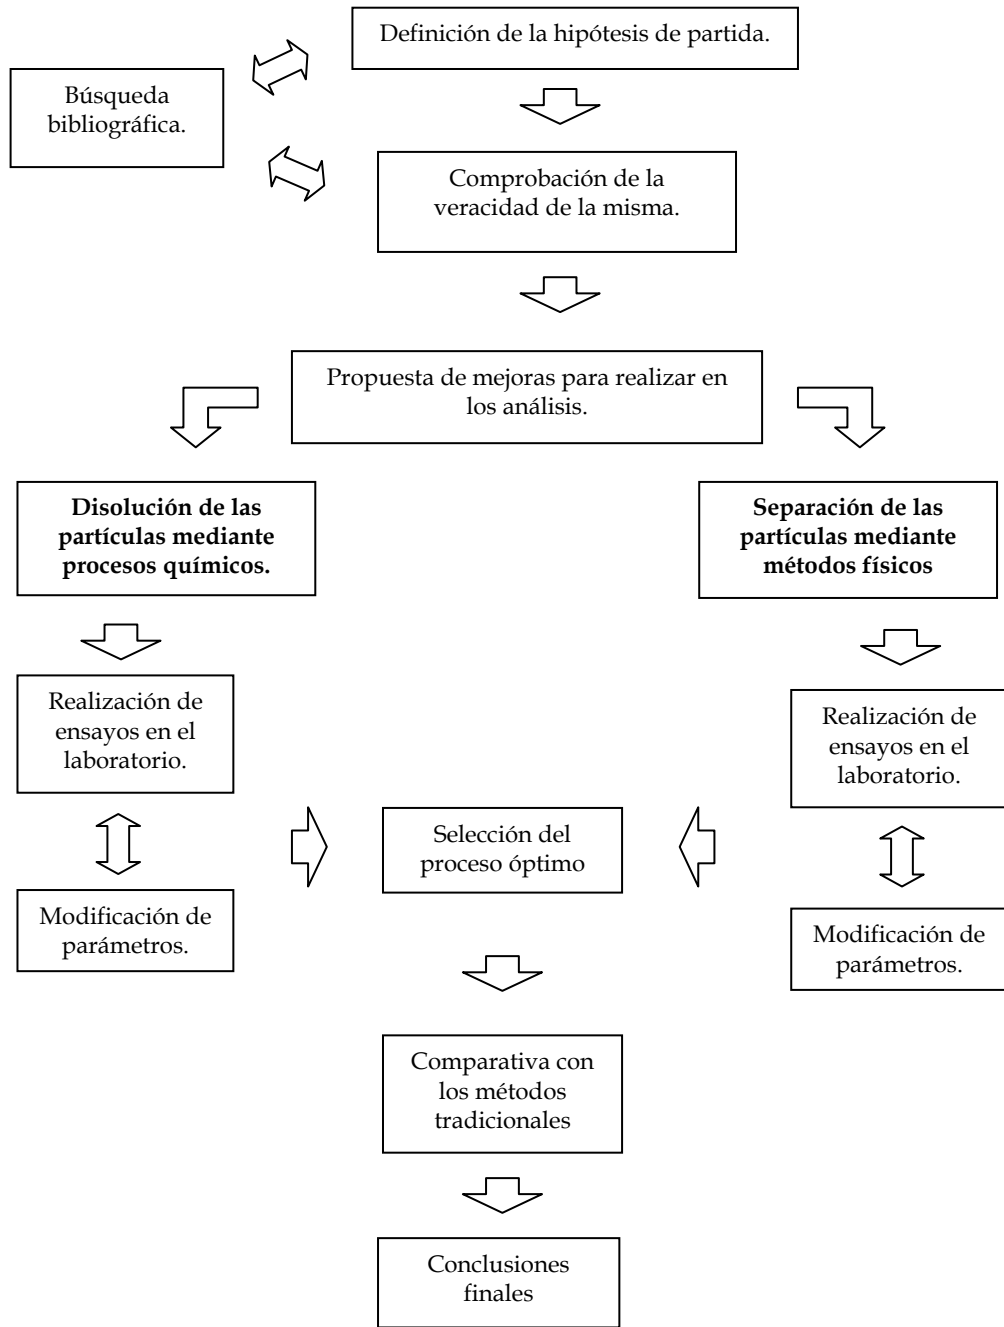 Definición de la hipótesis de partida.
Búsqueda
bibliográfica.
Comprobación de la
veracidad de la misma.
Propuesta de mejoras para realizar en
los análisis.
Disolución de las
partículas mediante
procesos químicos.
Separación de las
partículas mediante
métodos físicos
Realización de
ensayos en el
laboratorio.
Realización de
ensayos en el
laboratorio.
Selección del
proceso óptimo
Modificación de
parámetros.
Modificación de
parámetros.
Comparativa con
los métodos
tradicionales
Conclusiones
finales